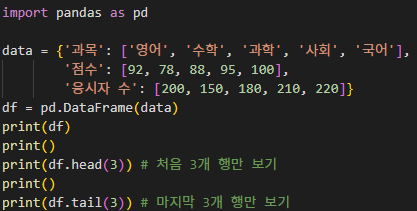 import pandas as pd
data = {'과목': ['영어', '수학', '과학', '사회', '국어'],
'점수': [92, 78, 88, 95, 100],
'응시자 수': [200, 150, 180, 210, 220]}
df = pd.DataFrame(data)
print(df)
print()
print(df.head(3)) # 처음 3개 행만 보기
print()
print(df.tail(3)) # 마지막 3개 행만 보기